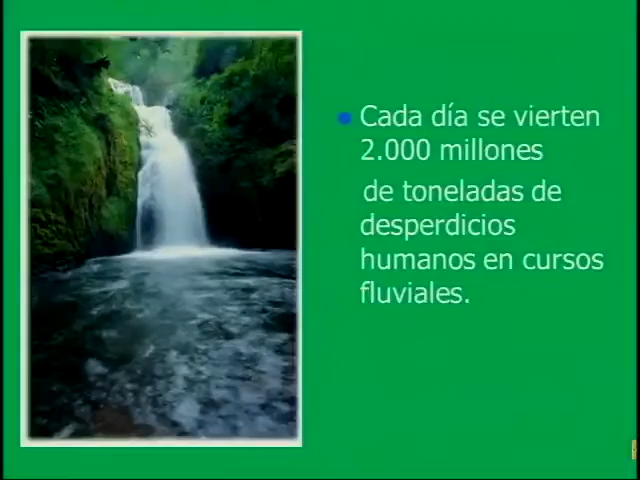 Cada día se vierten
2.000 millones
de toneladas de
desperdicios
humanos en cursos
fluviales.